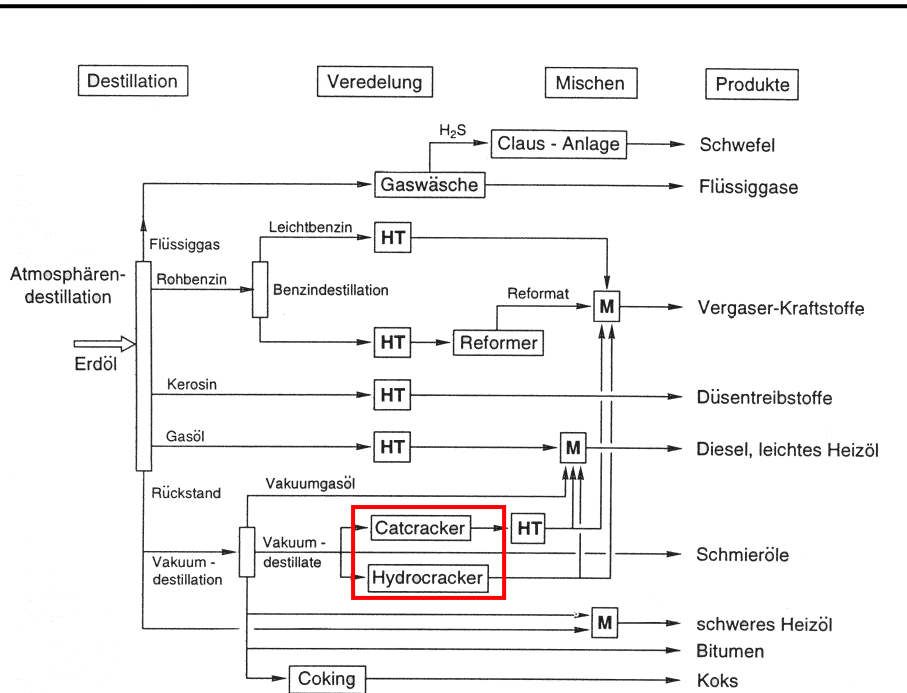 Destillation
Veredelung
Mischen
Produkte
H₂S
Claus - Anlage
Schwefel
Gaswäsche
Flüssiggase
Leichtbenzin
HT
Flüssiggas
Atmosphären-
destillation
Rohbenzin
Benzindestillation
Reformat
M
Vergaser-Kraftstoffe
HT
Reformer
Erdöl
Kerosin
HT
Düsentreibstoffe
Gasöl
HT
M
Diesel, leichtes Heizöl
Rückstand
Vakuumgasöl
Catcracker
HT
Vakuum -
destillation
Vakuum -
destillate
Schmieröle
Hydrocracker
M
schweres Heizöl
Bitumen
Coking
Koks